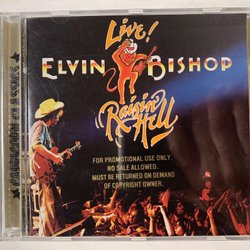 Live!
ELVIN BISHOP
Raisin' Hell
FOR PROMOTIONAL USE ONLY.
NO SALE ALLOWED.
MUST BE RETURNED ON DEMAND
OF COPYRIGHT OWNER.